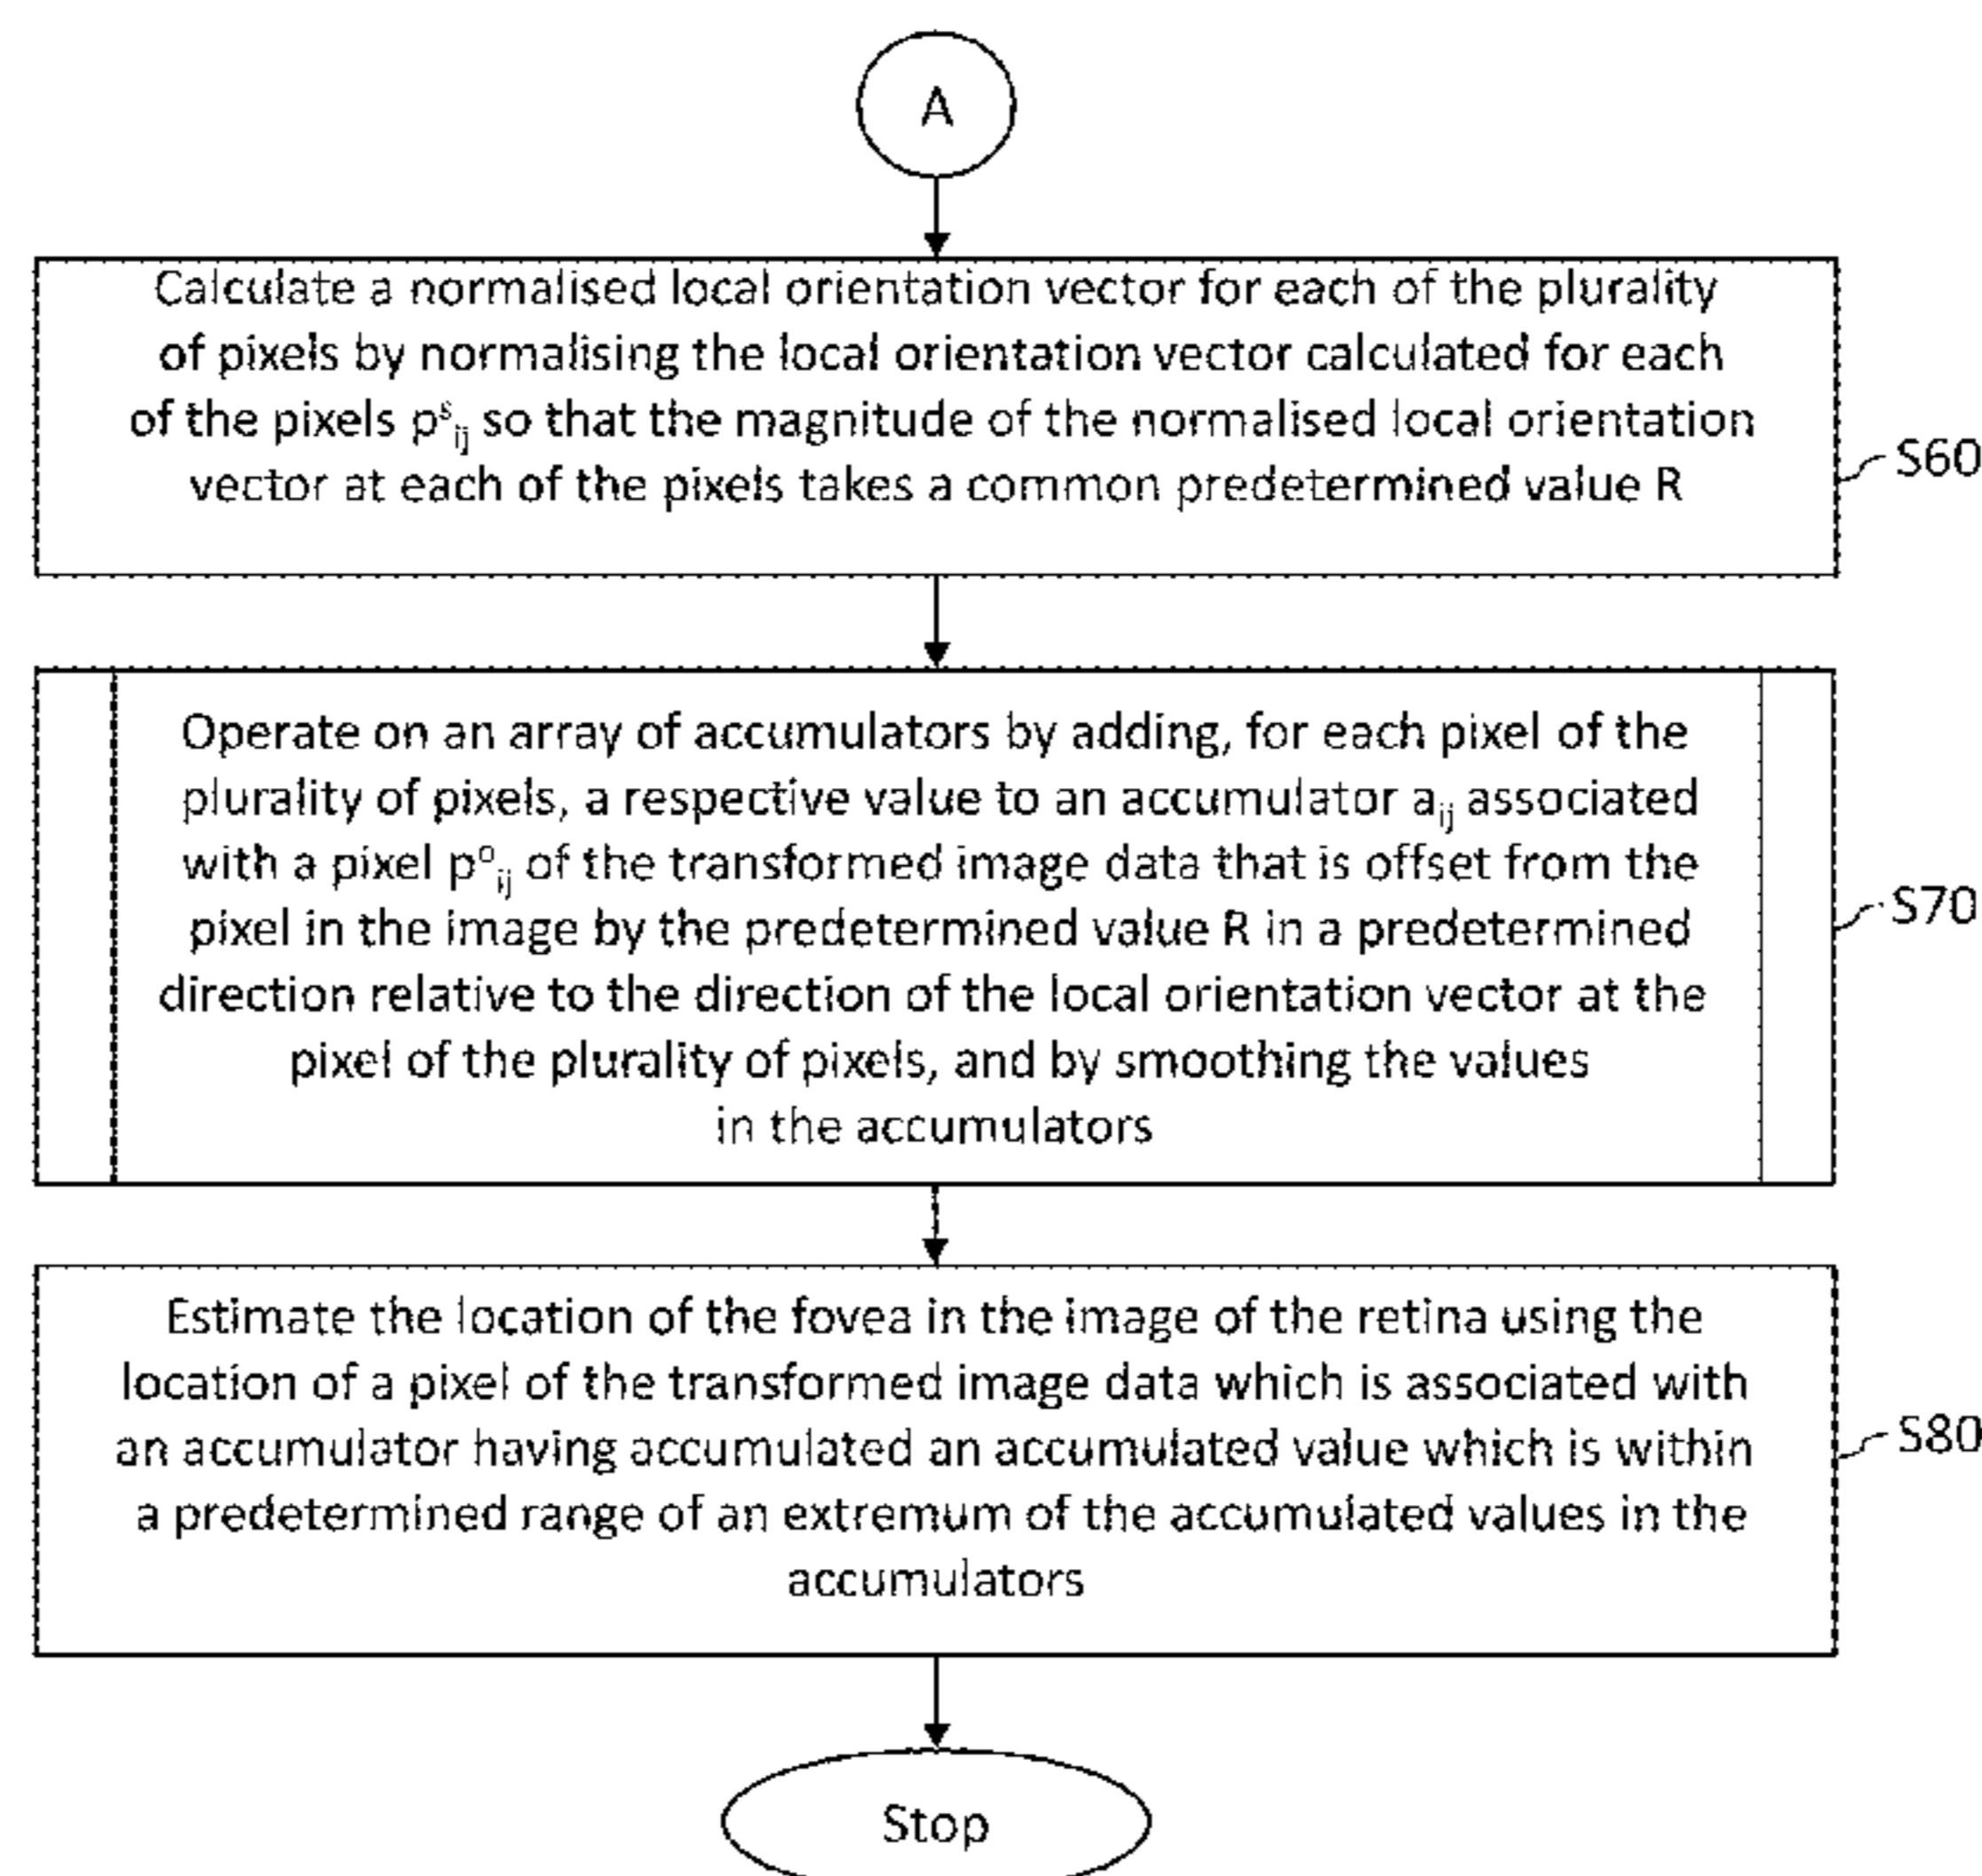 A
Calculate a normalised local orientation vector for each of the plurality
of pixels by normalising the local orientation vector calculated for each
of the pixels pˢᵢⱼ so that the magnitude of the normalised local orientation
vector at each of the pixels takes a common predetermined value R
S60
Operate on an array of accumulators by adding, for each pixel of the
plurality of pixels, a respective value to an accumulator aᵢⱼ associated
with a pixel pᵒᵢⱼ of the transformed image data that is offset from the
pixel in the image by the predetermined value R in a predetermined
direction relative to the direction of the local orientation vector at the
pixel of the plurality of pixels, and by smoothing the values
in the accumulators
S70
Estimate the location of the fovea in the image of the retina using the
location of a pixel of the transformed image data which is associated with
an accumulator having accumulated an accumulated value which is within
a predetermined range of an extremum of the accumulated values in the
accumulators
S80
Stop